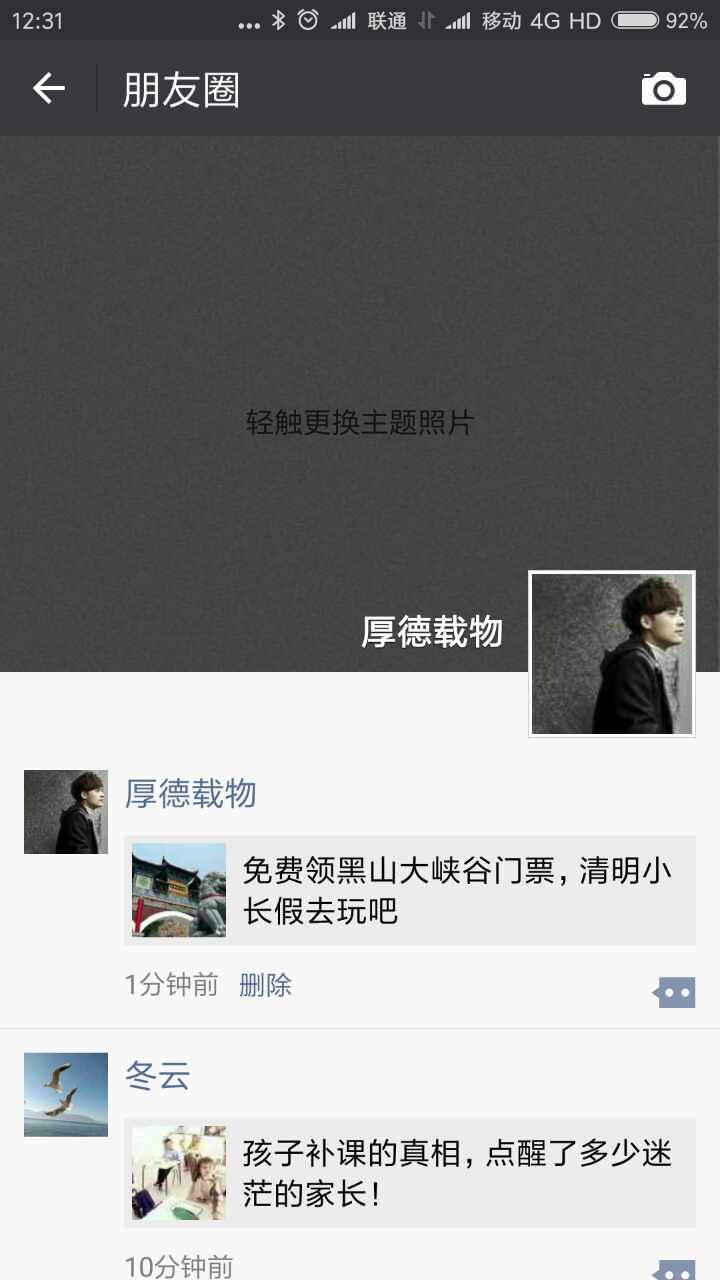 12:31 ... 联通 移动 4G HD 92%
朋友圈
轻触更换主题照片
厚德载物
厚德载物
免费领黑山大峡谷门票，清明小
长假去玩吧
1分钟前 删除
冬云
孩子补课的真相，点醒了多少迷
茫的家长！
10分钟前